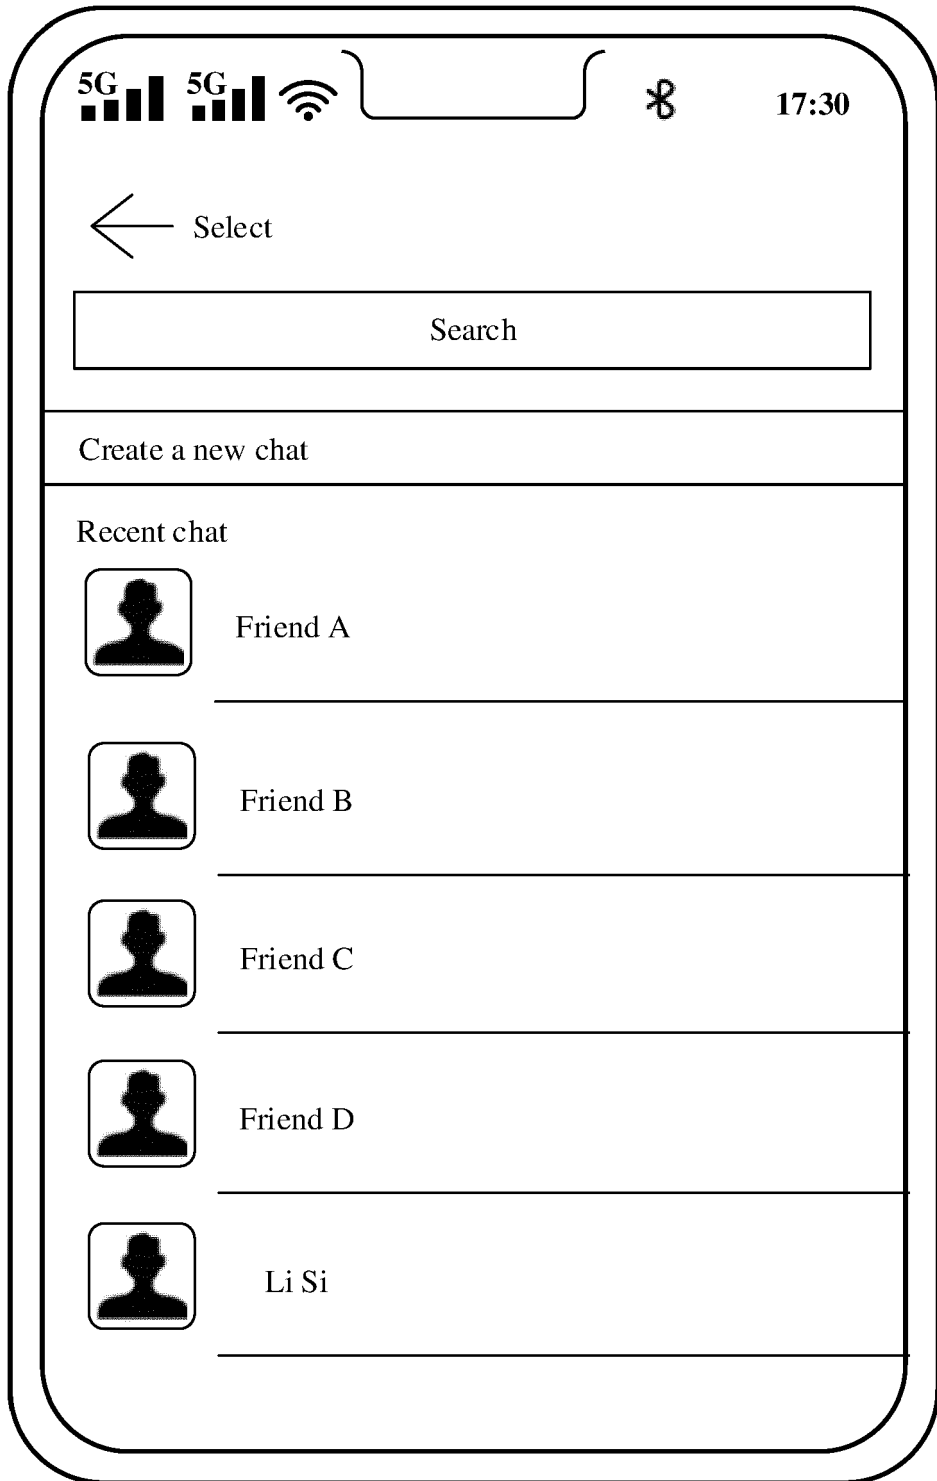 5G 5G 17:30
Select
Search
Create a new chat
Recent chat
Friend A
Friend B
Friend C
Friend D
Li Si